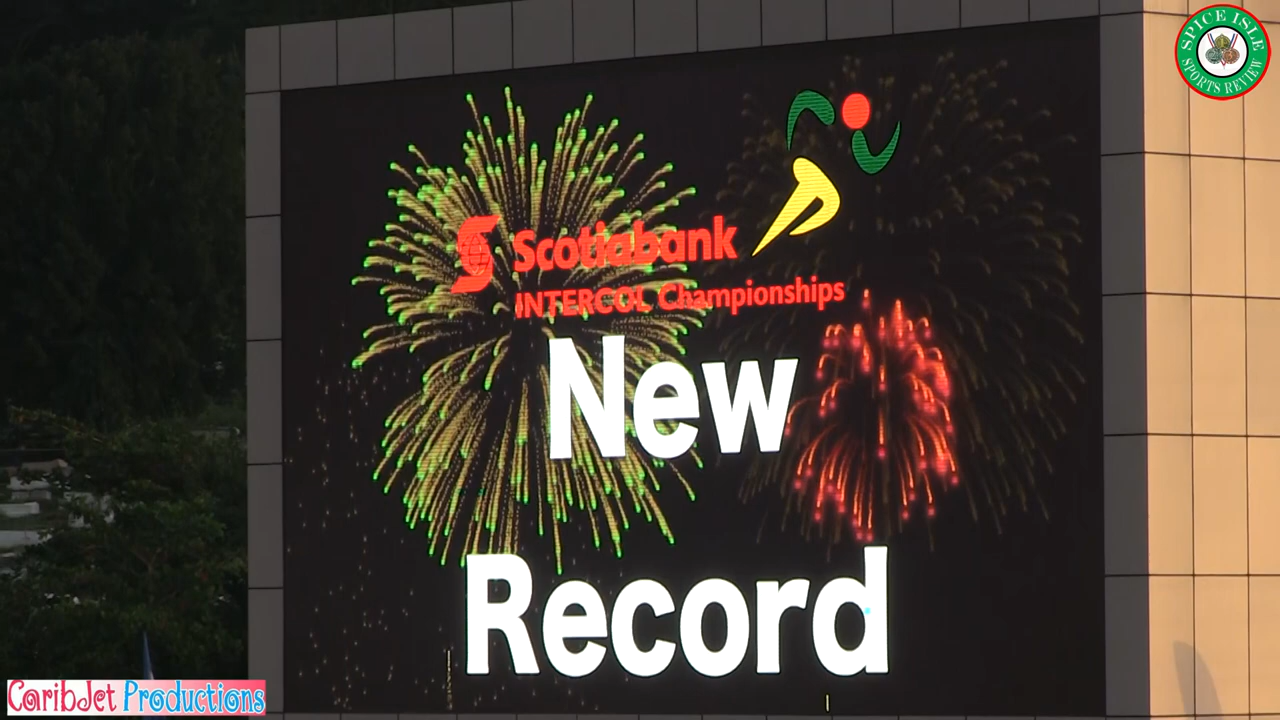 SPICE ISLE
SPORTS REVIEW
Scotiabank
INTERCOL Championships
New
Record
CaribJet Productions